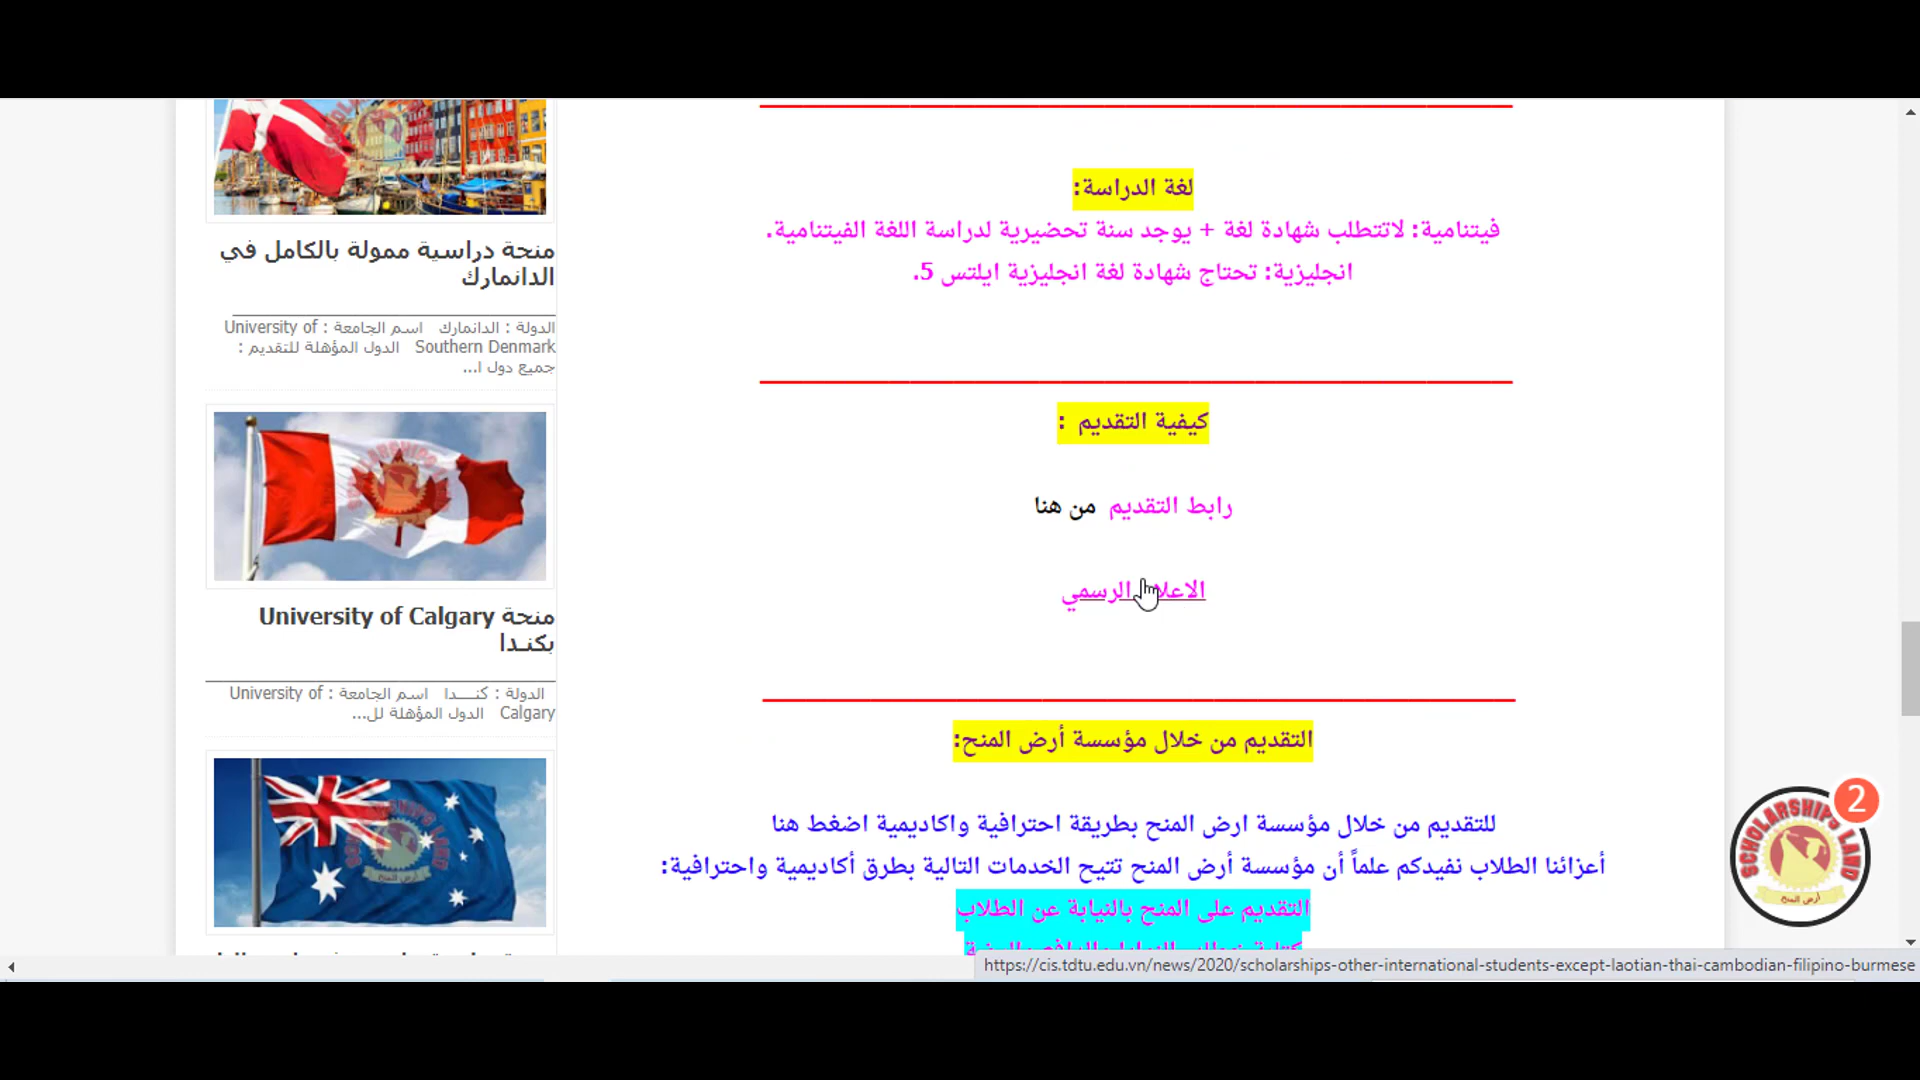 لغة الدراسة:
فيتنامية: لاتتطلب شهادة لغة + يوجد سنة تحضيرية لدراسة اللغة الفيتنامية.
انجليزية: تحتاج شهادة لغة انجليزية ايلتس 5.
كيفية التقديم :
رابط التقديم من هنا
الاعلان الرسمي
التقديم من خلال مؤسسة أرض المنح:
للتقديم من خلال مؤسسة ارض المنح بطريقة احترافية واكاديمية اضغط هنا
أعزائنا الطلاب نفيدكم علماً أن مؤسسة أرض المنح تتيح الخدمات التالية بطرق أكاديمية واحترافية:
التقديم على المنح بالنيابة عن الطلاب
منحة دراسية ممولة بالكامل في
الدانمارك
الدولة : الدانمارك اسم الجامعة : University of
Southern Denmark الدول المؤهلة للتقديم :
جميع دول ا...
منحة University of Calgary
بكنـدا
الدولة : كنـــدا اسم الجامعة : University of
Calgary الدول المؤهلة لل...
2
SCHOLARSHIPS LAND
أرض المنح
https://cis.tdtu.edu.vn/news/2020/scholarships-other-international-students-except-laotian-thai-cambodian-filipino-burmese